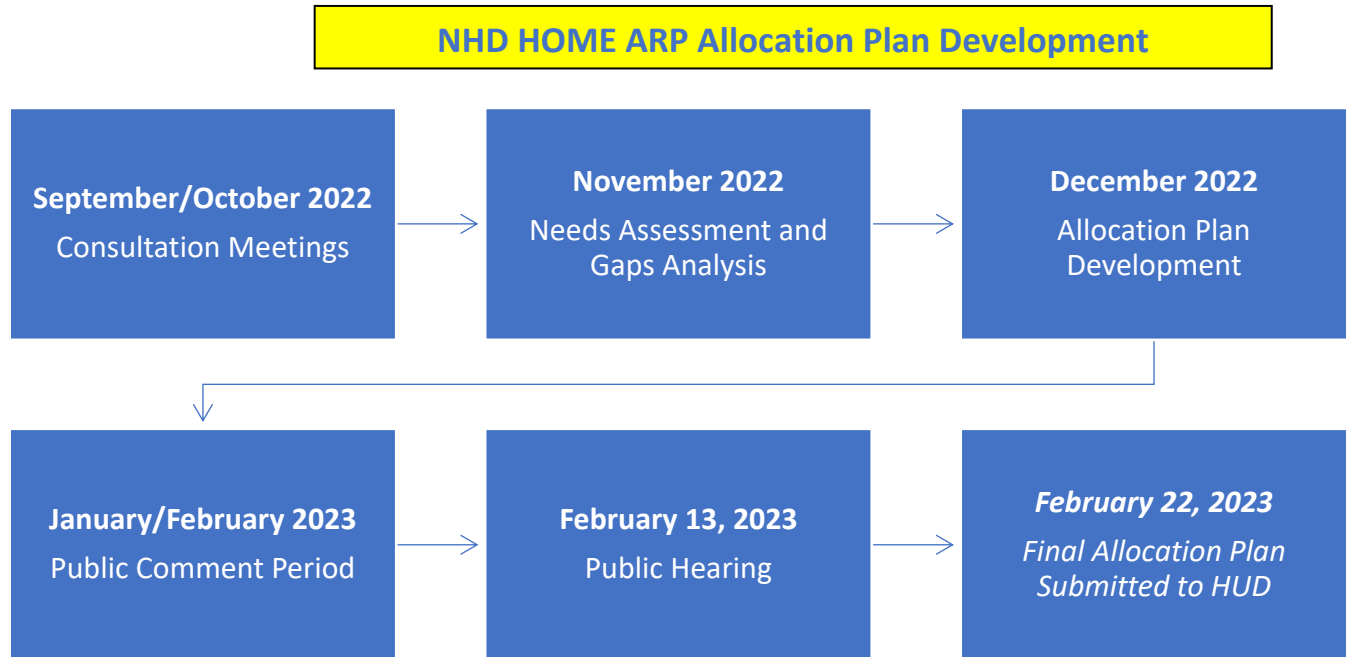 NHD HOME ARP Allocation Plan Development
September/October 2022
Consultation Meetings
November 2022
Needs Assessment and
Gaps Analysis
December 2022
Allocation Plan
Development
January/February 2023
Public Comment Period
February 13, 2023
Public Hearing
February 22, 2023
Final Allocation Plan
Submitted to HUD